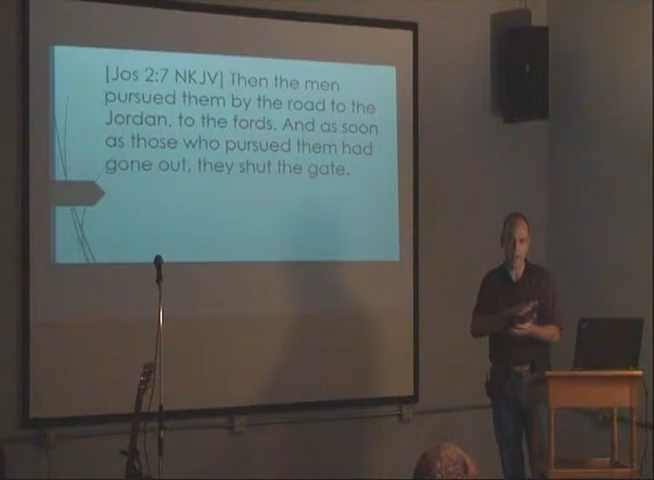 [Jos 2:7 NKJV] Then the men
pursued them by the road to the
Jordan, to the fords. And as soon
as those who pursued them had
gone out, they shut the gate.